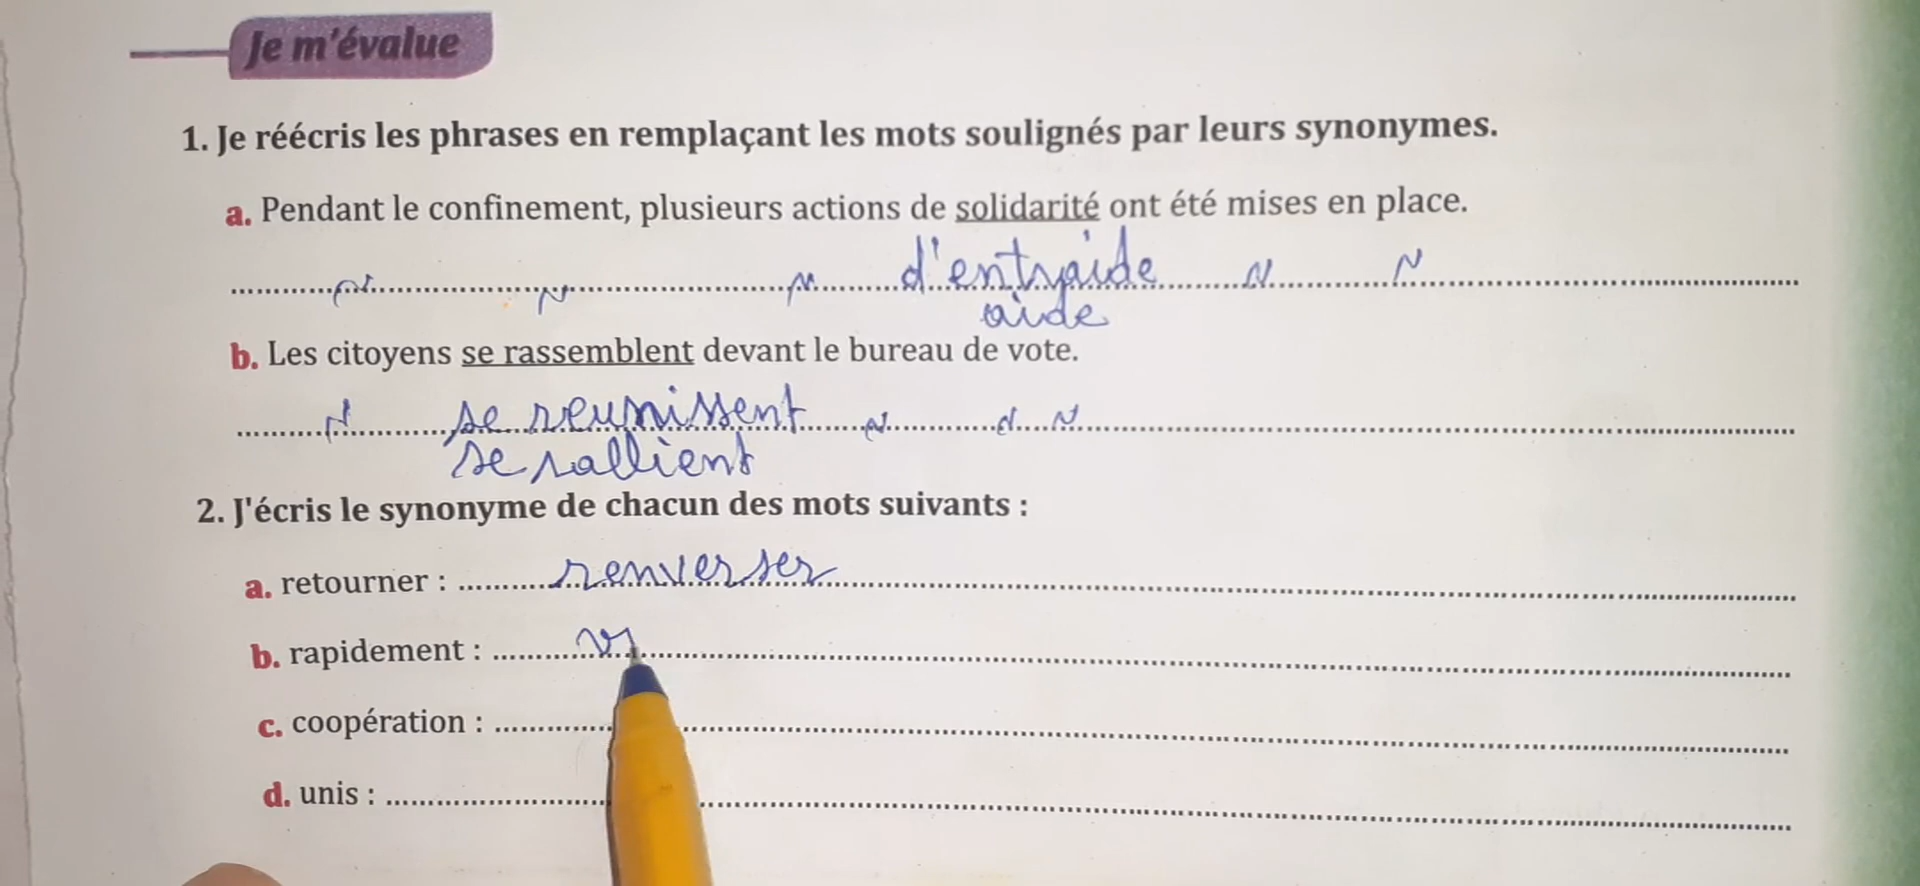 Je m'évalue
1. Je réécris les phrases en remplaçant les mots soulignés par leurs synonymes.
a. Pendant le confinement, plusieurs actions de solidarité ont été mises en place.
d'entraide
aide
b. Les citoyens se rassemblent devant le bureau de vote.
se reunissent
se rallient
2. J'écris le synonyme de chacun des mots suivants :
a. retourner : renverser
b. rapidement :
c. coopération :
d. unis :